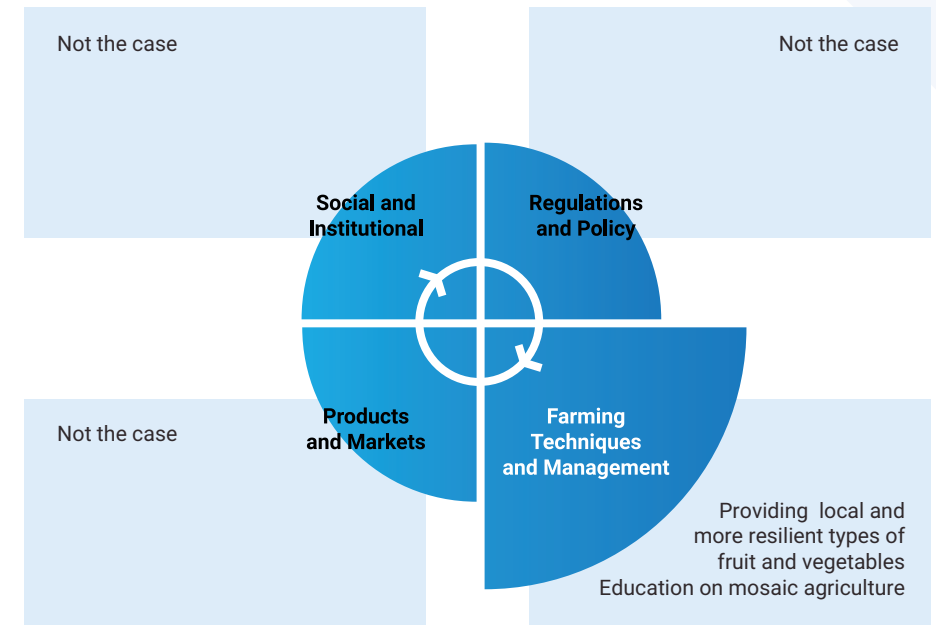 Not the case
Not the case
Social and
Institutional
Regulations
and Policy
Products
and Markets
Not the case
Farming
Techniques
and Management
Providing local and
more resilient types of
fruit and vegetables
Education on mosaic agriculture